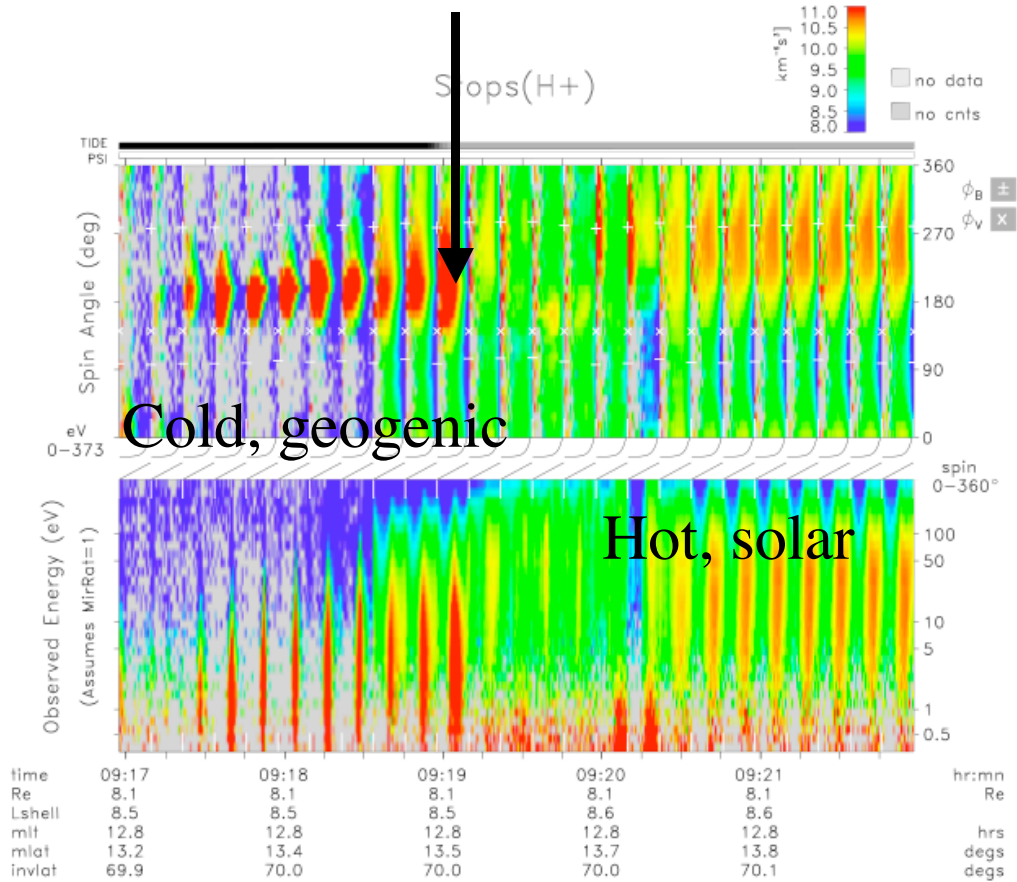 11.0
10.5
10.0
9.5
9.0
8.5
8.0
km⁻⁶s³
no data
no cnts
ops(H+)
TIDE
PSI
Spin Angle (deg)
360
270
180
90
0
φB ±
φV x
Cold, geogenic
eV
0-373
spin
0-360°
Observed Energy (eV)
(Assumes MirRat=1)
Hot, solar
100
50
10
5
1
0.5
time 09:17 09:18 09:19 09:20 09:21 hr:mn
Re 8.1 8.1 8.1 8.1 8.1 Re
Lshell 8.5 8.5 8.5 8.6 8.6
mlt 12.8 12.8 12.8 12.8 12.8 hrs
mlat 13.2 13.4 13.5 13.7 13.8 degs
invlat 69.9 70.0 70.0 70.0 70.1 degs